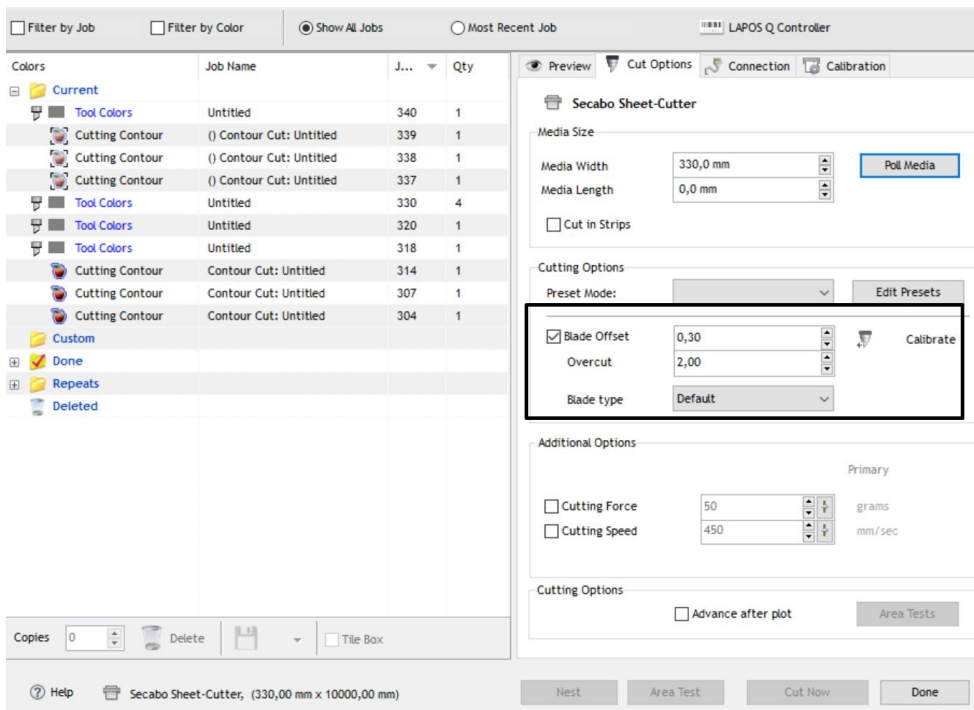 Filter by Job Filter by Color Show All Jobs Most Recent Job LAPOS Q Controller
Colors Job Name J... Qty
Current
Tool Colors Untitled 340 1
Cutting Contour () Contour Cut: Untitled 339 1
Cutting Contour () Contour Cut: Untitled 338 1
Cutting Contour () Contour Cut: Untitled 337 1
Tool Colors Untitled 330 4
Tool Colors Untitled 320 1
Tool Colors Untitled 318 1
Cutting Contour Contour Cut: Untitled 314 1
Cutting Contour Contour Cut: Untitled 307 1
Cutting Contour Contour Cut: Untitled 304 1
Custom
Done
Repeats
Deleted
Copies 0 Delete Tile Box
Preview Cut Options Connection Calibration
Secabo Sheet-Cutter
Media Size
Media Width 330,0 mm Poll Media
Media Length 0,0 mm
Cut in Strips
Cutting Options
Preset Mode: Edit Presets
Blade Offset 0,30 Calibrate
Overcut 2,00
Blade type Default
Additional Options
Primary
Cutting Force 50 grams
Cutting Speed 450 mm/sec
Cutting Options
Advance after plot Area Tests
Help Secabo Sheet-Cutter, (330,00 mm x 10000,00 mm) Nest Area Test Cut Now Done